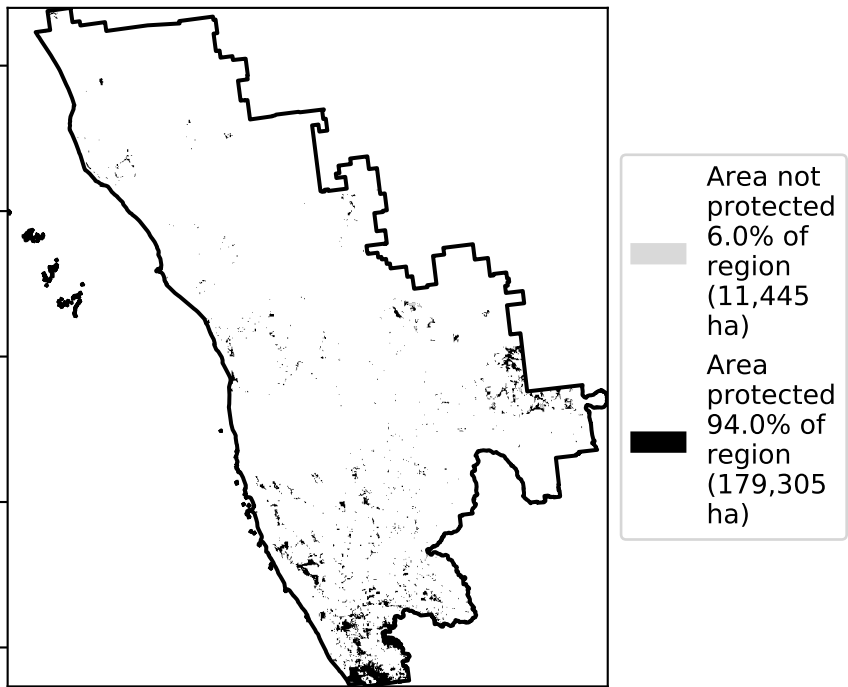 Area not
protected
6.0% of
region
(11,445
ha)
Area
protected
94.0% of
region
(179,305
ha)